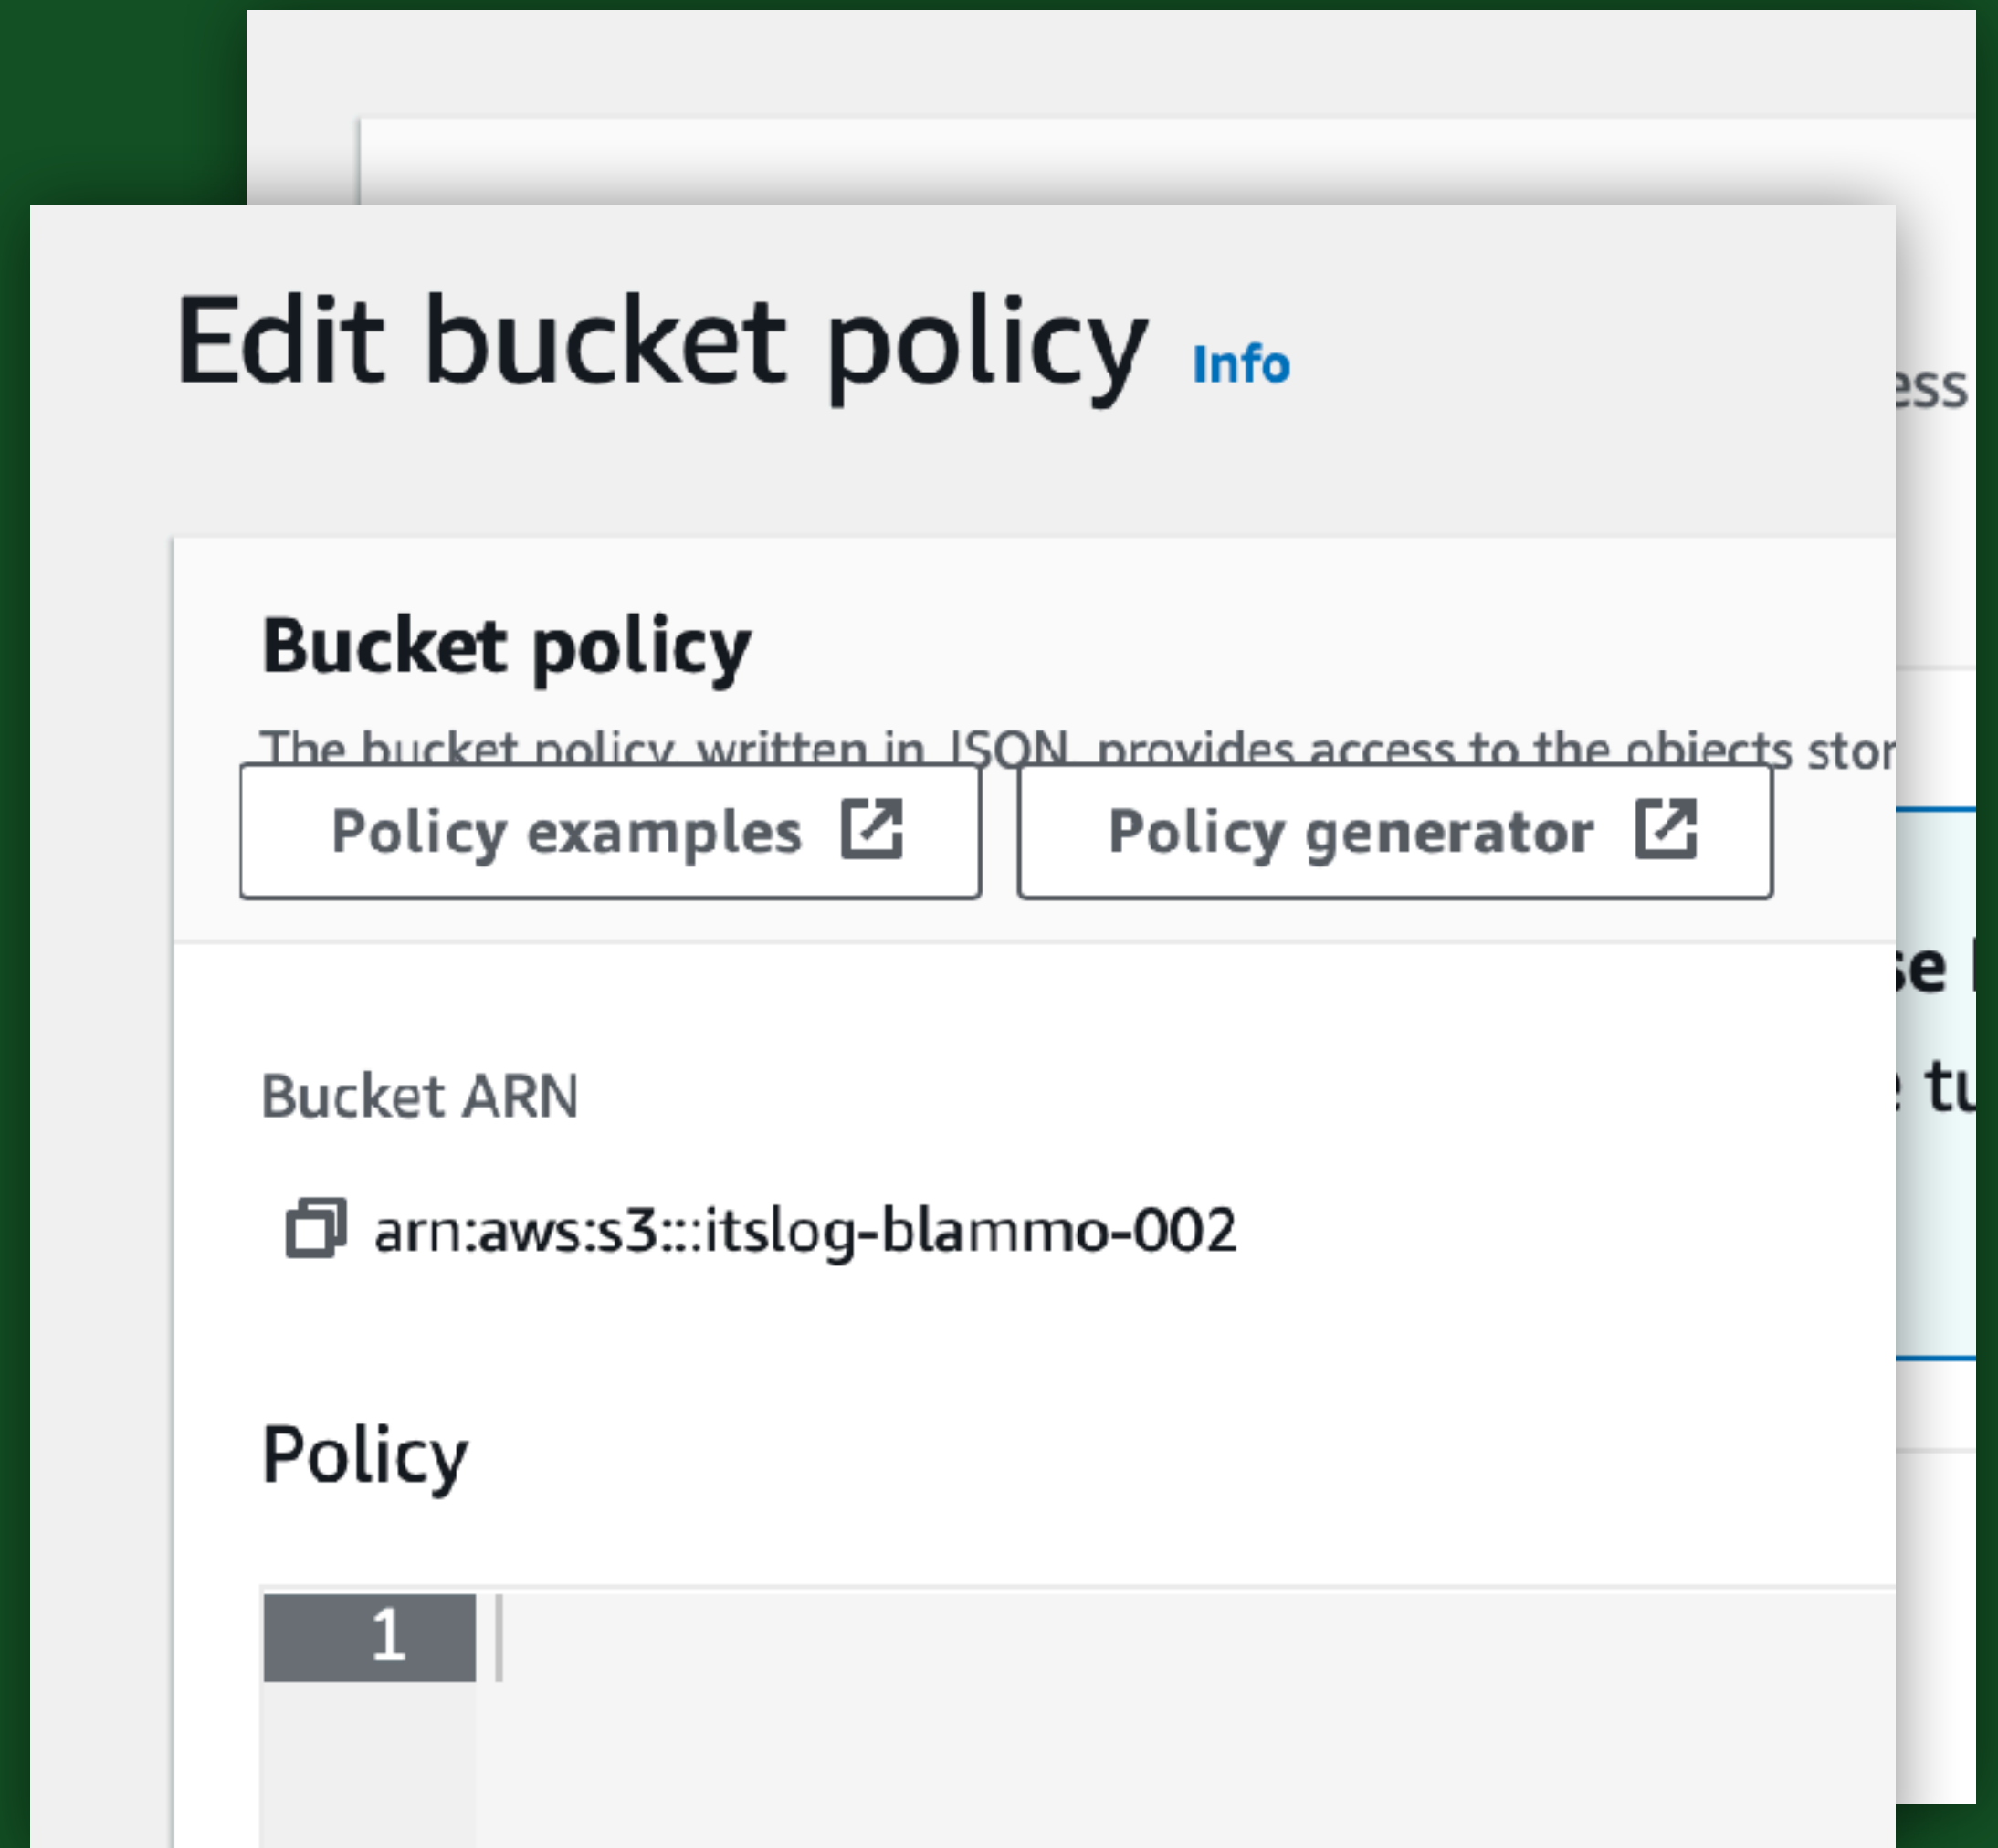 Edit bucket policy Info
ess
Bucket policy
The bucket policy, written in JSON, provides access to the objects stor
Policy examples
Policy generator
se
tu
Bucket ARN
arn:aws:s3:::itslog-blammo-002
Policy
1